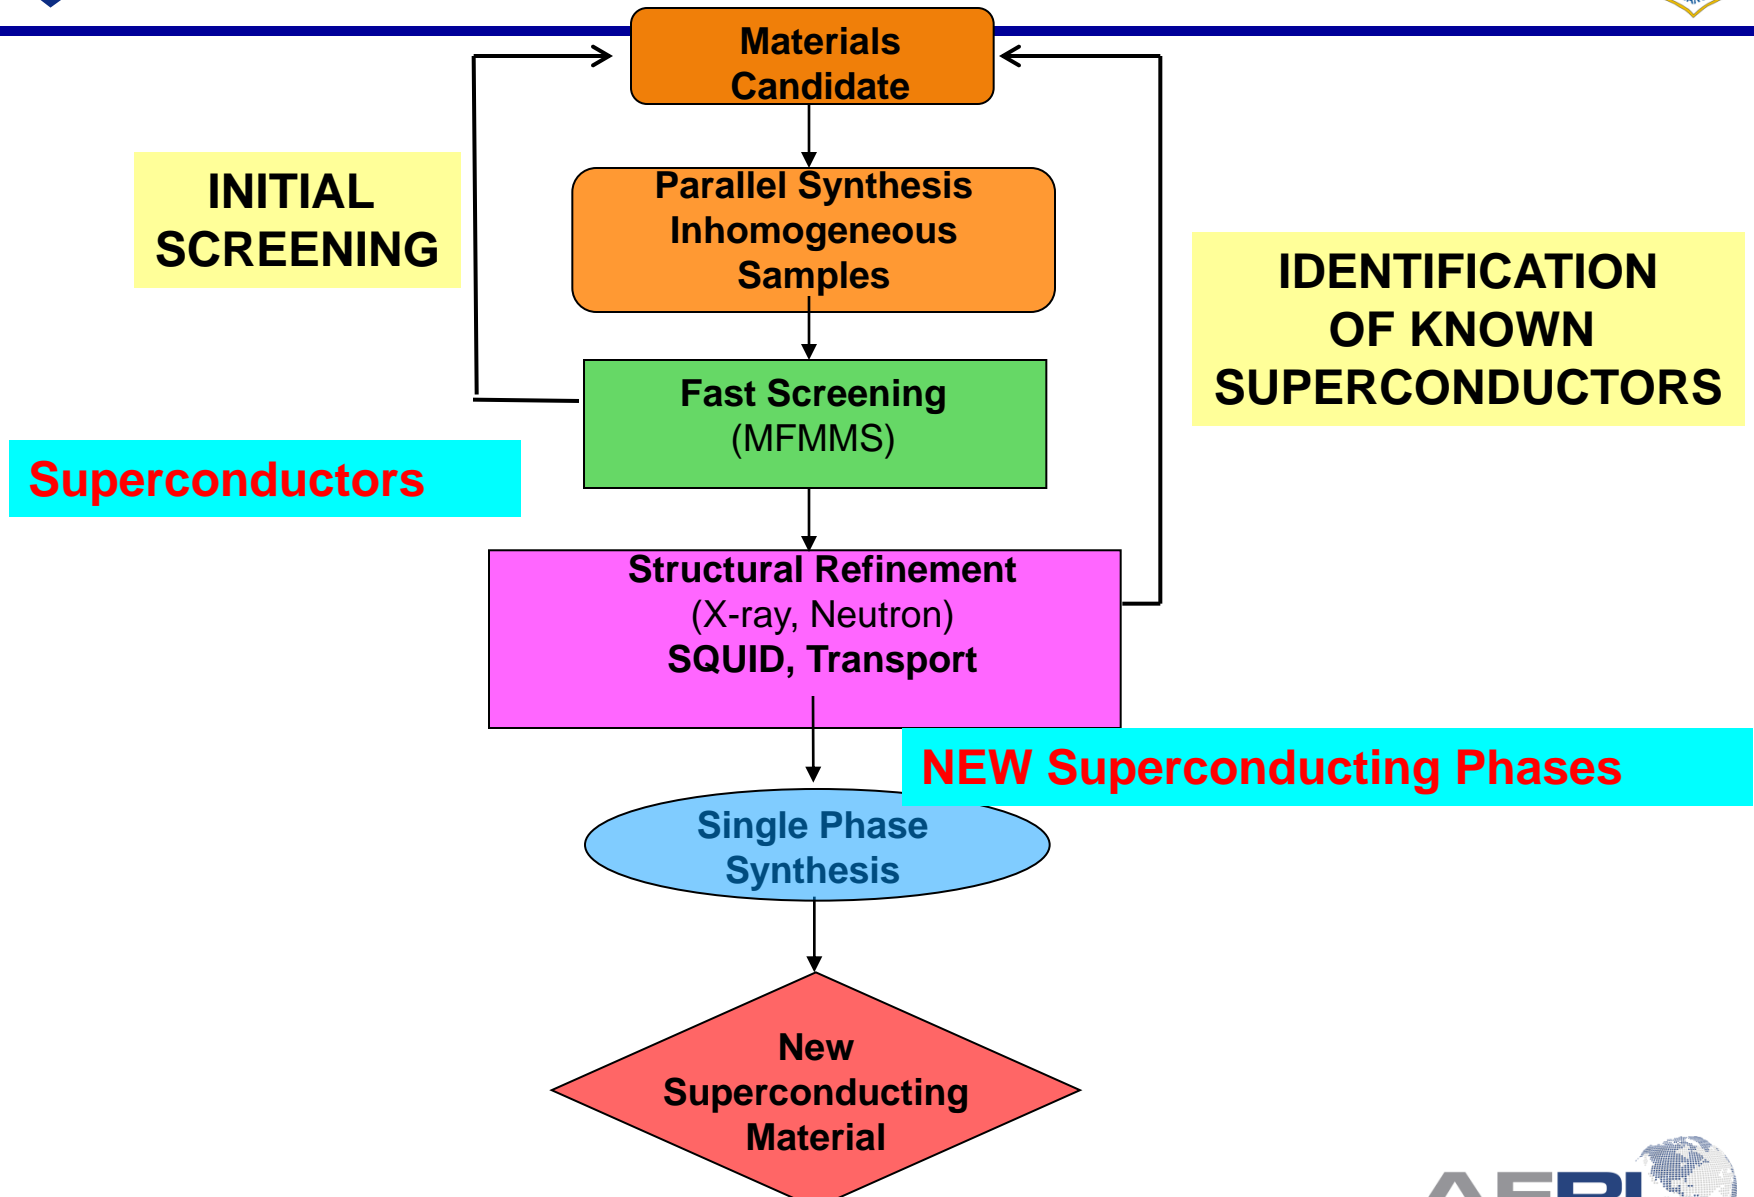 Materials
Candidate
INITIAL
SCREENING
Parallel Synthesis
Inhomogeneous
Samples
IDENTIFICATION
OF KNOWN
SUPERCONDUCTORS
Fast Screening
(MFMMS)
Superconductors
Structural Refinement
(X-ray, Neutron)
SQUID, Transport
NEW Superconducting Phases
Single Phase
Synthesis
New
Superconducting
Material